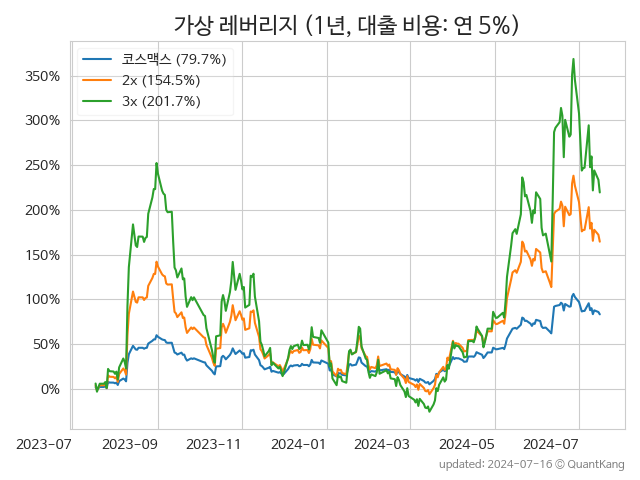 가상 레버리지 (1년, 대출 비용: 연 5%)
코스맥스 (79.7%)
2x (154.5%)
3x (201.7%)
350%
300%
250%
200%
150%
100%
50%
0%
2023-07 2023-09 2023-11 2024-01 2024-03 2024-05 2024-07
updated: 2024-07-16 © QuantKang